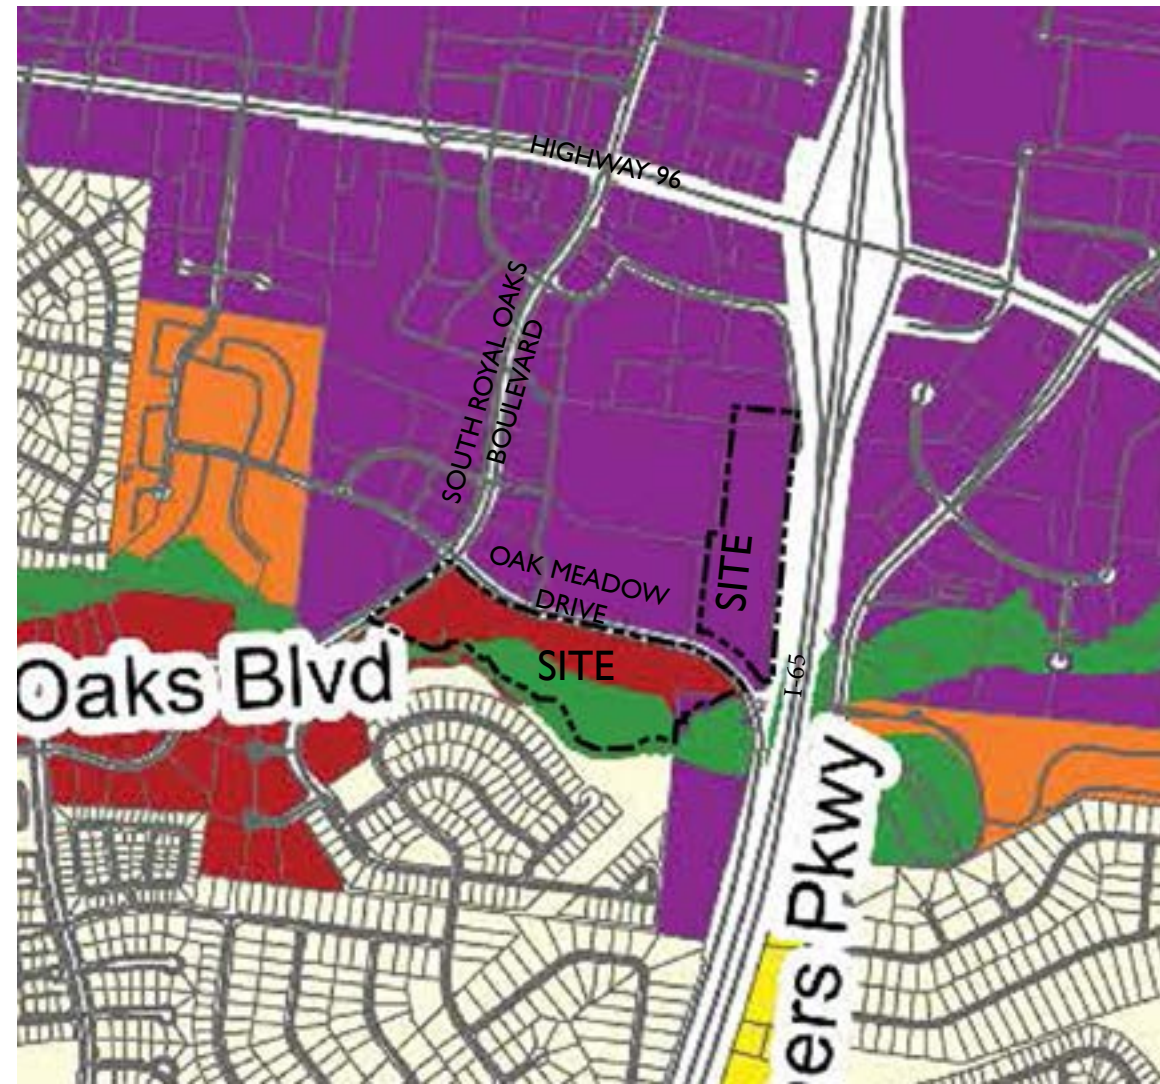 HIGHWAY 96
SOUTH ROYAL OAKS
BOULEVARD
SITE
OAK MEADOW
DRIVE
SITE
I-65
Oaks Blvd
ers Pkwy